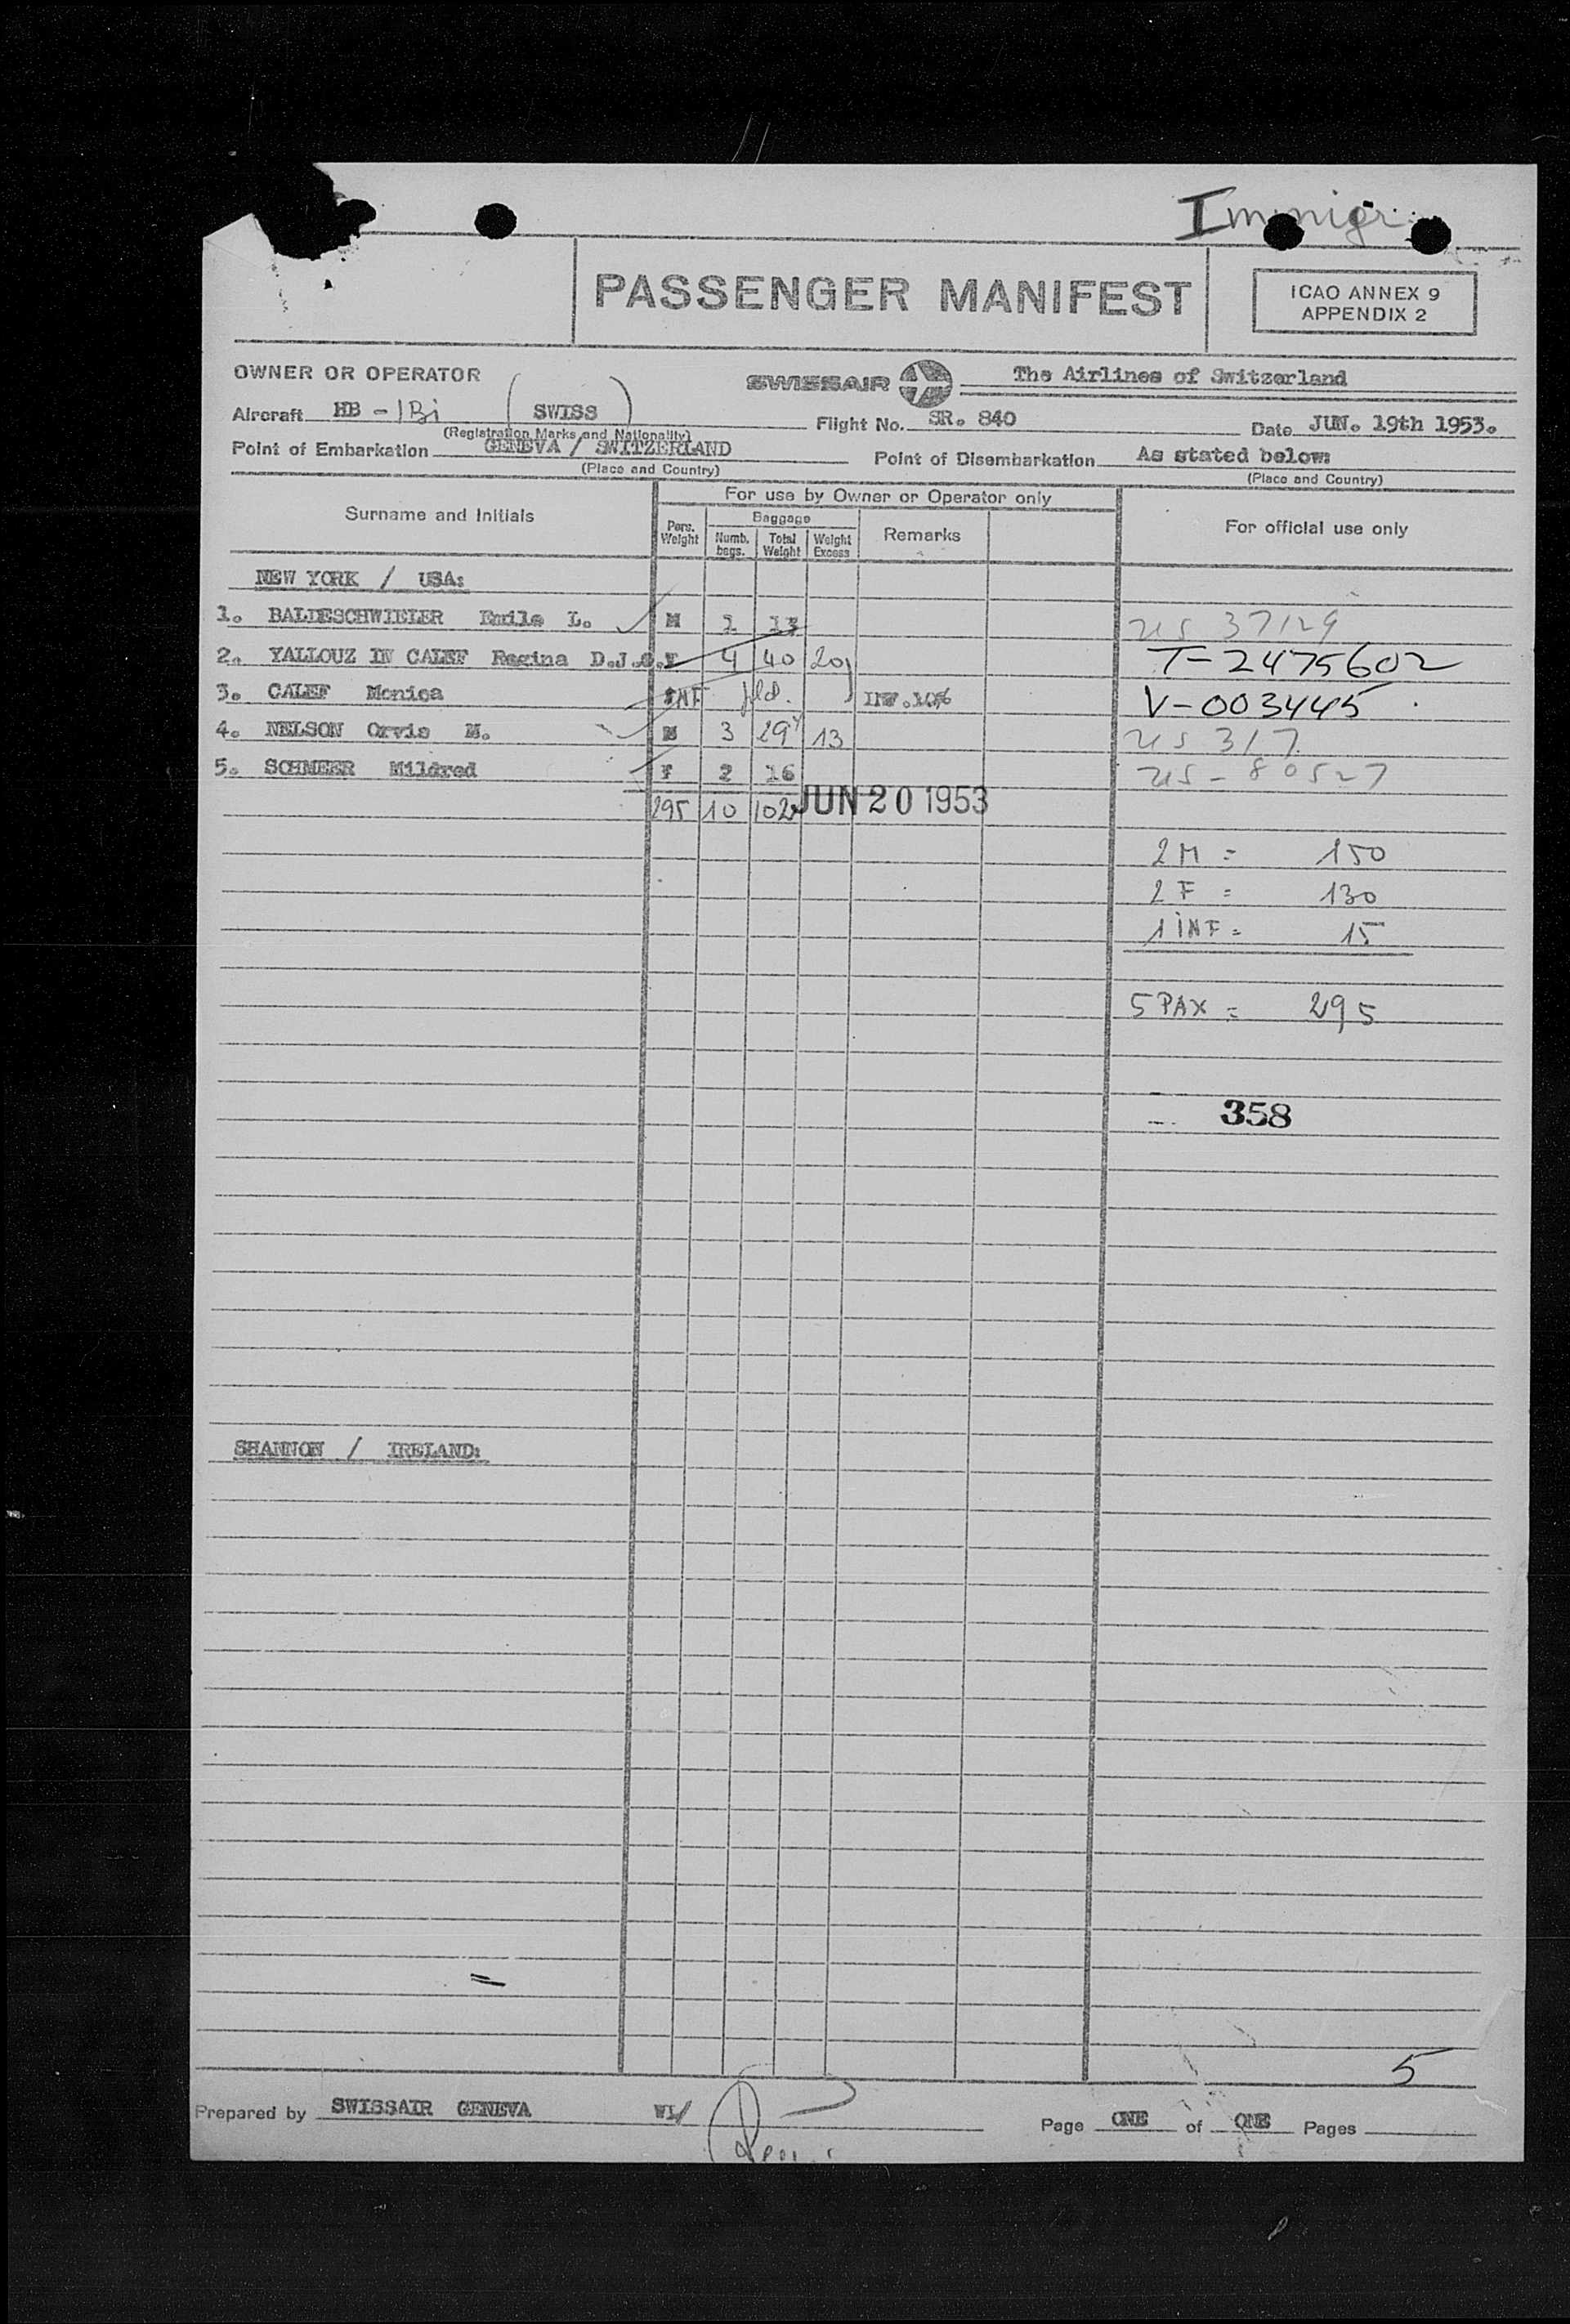 Immigr.
PASSENGER MANIFEST
ICAO ANNEX 9
APPENDIX 2
OWNER OR OPERATOR
SWISSAIR The Airlines of Switzerland
Aircraft HB - IBi ( SWISS ) Flight No. SR. 840 Date JUN. 19th 1953.
(Registration Marks and Nationality)
Point of Embarkation GENEVA / SWITZERLAND Point of Disembarkation As stated below:
(Place and Country) (Place and Country)
For use by Owner or Operator only
Surname and Initials Pers. Weight Baggage Numb. bags. Total Weight Weight Excess Remarks For official use only
NEW YORK / USA:
1. BALDESCHWIELER Emile L. M 1 17 US 37129
2. YALLOUZ IN CALEF Regina F 4 40 20 T-2475602
3. CALEF Monica INF V-003445
4. NELSON Orvis M. M 3 29 13 US 317
5. SCHMEER Mildred F 2 16 US - 80527
295 10 102 JUN 20 1953
2 M = 150
2 F = 130
1 INF = 15
5 PAX = 295
358
SHANNON / IRELAND:
5
Prepared by SWISSAIR GENEVA WL/ Page ONE of ONE Pages